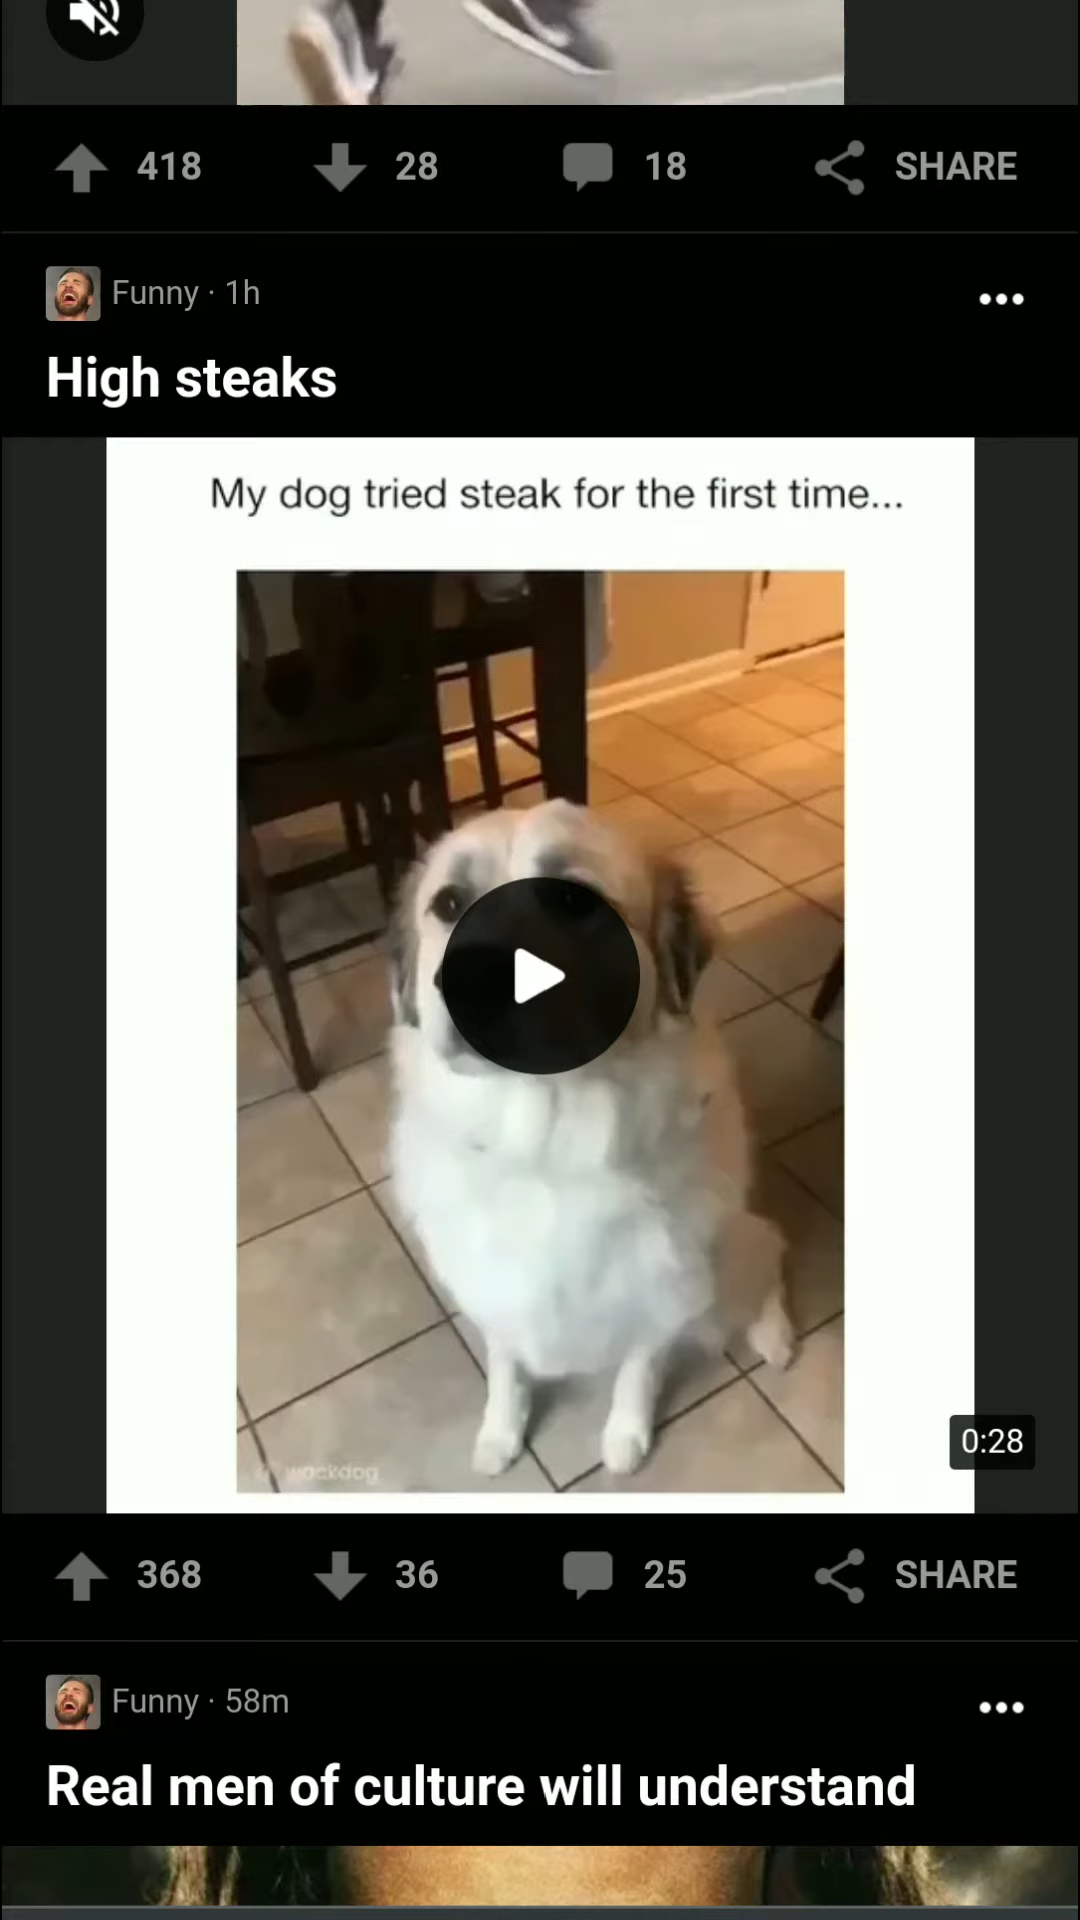 418 28 18 SHARE
Funny · 1h
High steaks
My dog tried steak for the first time...
wackdog
0:28
368 36 25 SHARE
Funny · 58m
Real men of culture will understand